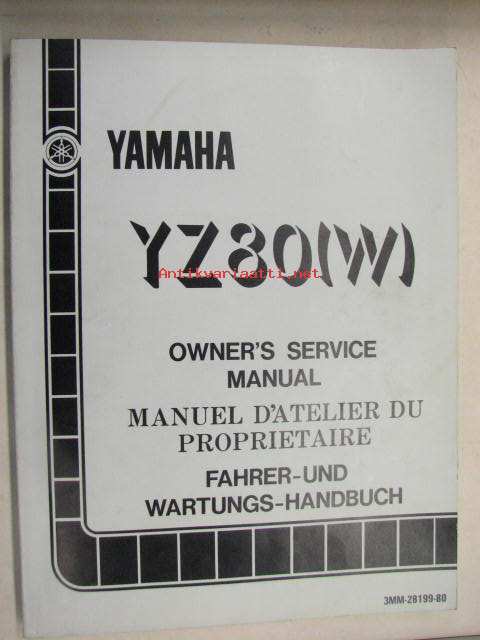 YAMAHA
YZ80(W)
Antikvariaatti.net
OWNER'S SERVICE
MANUAL
MANUEL D'ATELIER DU
PROPRIETAIRE
FAHRER-UND
WARTUNGS-HANDBUCH
3MM-28199-80